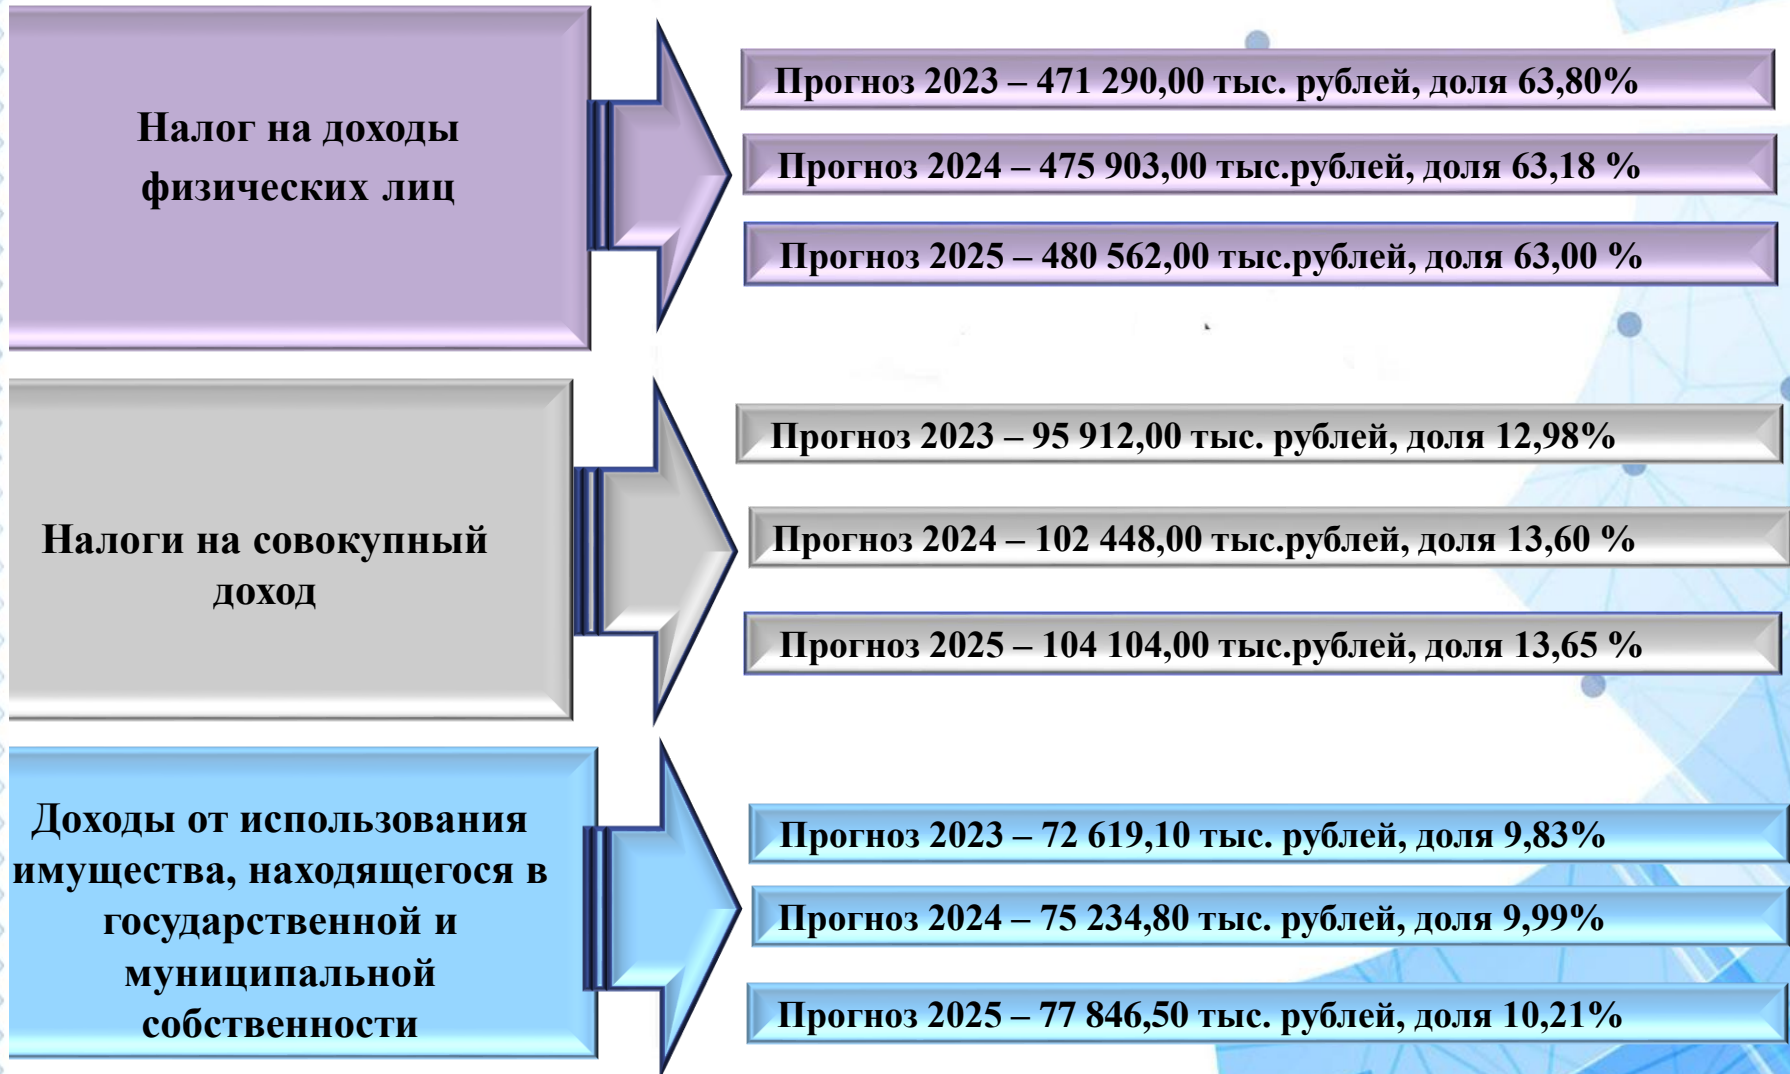 Налог на доходы
физических лиц
Прогноз 2023 – 471 290,00 тыс. рублей, доля 63,80%
Прогноз 2024 – 475 903,00 тыс.рублей, доля 63,18 %
Прогноз 2025 – 480 562,00 тыс.рублей, доля 63,00 %
Налоги на совокупный
доход
Прогноз 2023 – 95 912,00 тыс. рублей, доля 12,98%
Прогноз 2024 – 102 448,00 тыс.рублей, доля 13,60 %
Прогноз 2025 – 104 104,00 тыс.рублей, доля 13,65 %
Доходы от использования
имущества, находящегося в
государственной и
муниципальной
собственности
Прогноз 2023 – 72 619,10 тыс. рублей, доля 9,83%
Прогноз 2024 – 75 234,80 тыс. рублей, доля 9,99%
Прогноз 2025 – 77 846,50 тыс. рублей, доля 10,21%